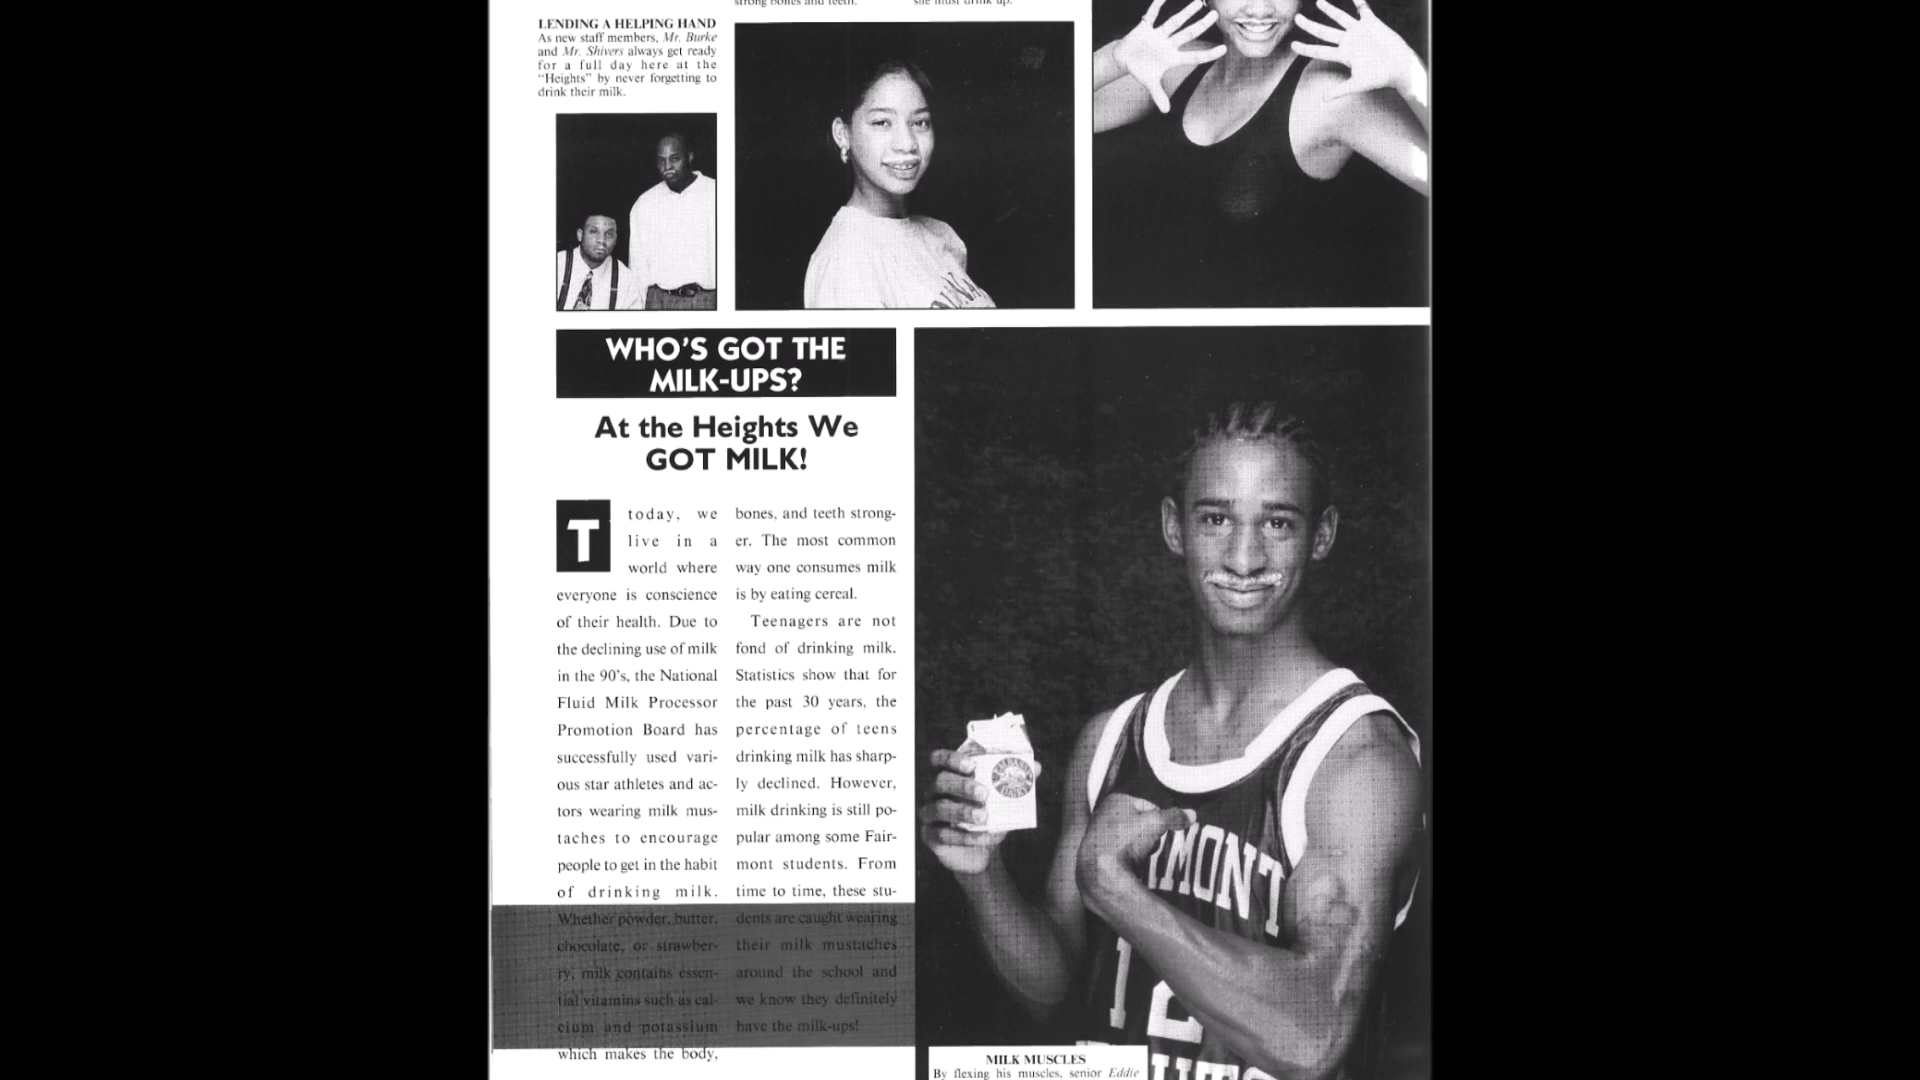 strong bones and teeth.
she must drink up.
LENDING A HELPING HAND
As new staff members, Mr. Burke
and Mr. Shivers always get ready
for a full day here at the
"Heights" by never forgetting to
drink their milk.
WHO'S GOT THE
MILK-UPS?
At the Heights We
GOT MILK!
T today, we
live in a
world where
everyone is conscience
of their health. Due to
the declining use of milk
in the 90's, the National
Fluid Milk Processor
Promotion Board has
successfully used vari-
ous star athletes and ac-
tors wearing milk mus-
taches to encourage
people to get in the habit
of drinking milk.
Whether powder, butter,
chocolate, or strawber-
ry, milk contains essen-
tial vitamins such as cal-
cium and potassium
which makes the body,
bones, and teeth strong-
er. The most common
way one consumes milk
is by eating cereal.
Teenagers are not
fond of drinking milk.
Statistics show that for
the past 30 years, the
percentage of teens
drinking milk has sharp-
ly declined. However,
milk drinking is still po-
pular among some Fair-
mont students. From
time to time, these stu-
dents are caught wearing
their milk mustaches
around the school and
we know they definitely
have the milk-ups!
RMONT
12
MILK MUSCLES
By flexing his muscles, senior Eddie